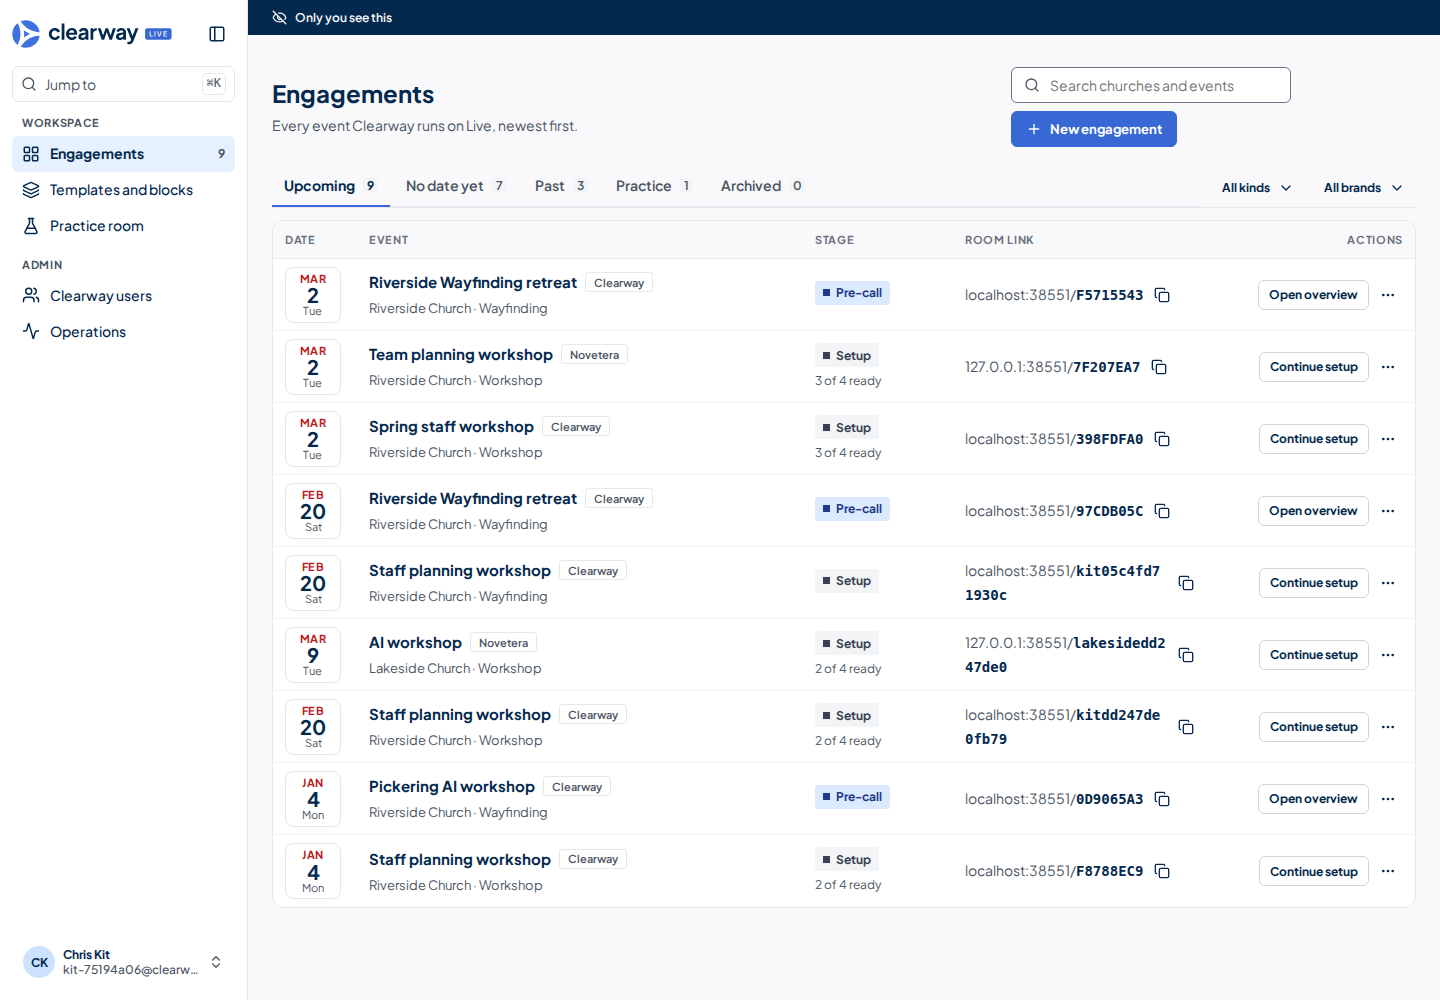 clearway LIVE
Only you see this
Jump to ⌘K
WORKSPACE
Engagements 9
Templates and blocks
Practice room
ADMIN
Clearway users
Operations
Engagements
Every event Clearway runs on Live, newest first.
Search churches and events
New engagement
Upcoming 9 No date yet 7 Past 3 Practice 1 Archived 0
All kinds All brands
DATE EVENT STAGE ROOM LINK ACTIONS
MAR
2
Tue
Riverside Wayfinding retreat Clearway
Riverside Church · Wayfinding
Pre-call
localhost:38551/F5715543
Open overview
MAR
2
Tue
Team planning workshop Novetera
Riverside Church · Workshop
Setup
3 of 4 ready
127.0.0.1:38551/7F207EA7
Continue setup
MAR
2
Tue
Spring staff workshop Clearway
Riverside Church · Workshop
Setup
3 of 4 ready
localhost:38551/398FDFA0
Continue setup
FEB
20
Sat
Riverside Wayfinding retreat Clearway
Riverside Church · Wayfinding
Pre-call
localhost:38551/97CDB05C
Open overview
FEB
20
Sat
Staff planning workshop Clearway
Riverside Church · Wayfinding
Setup
localhost:38551/kit05c4fd7
1930c
Continue setup
MAR
9
Tue
AI workshop Novetera
Lakeside Church · Workshop
Setup
2 of 4 ready
127.0.0.1:38551/lakesidedd2
47de0
Continue setup
FEB
20
Sat
Staff planning workshop Clearway
Riverside Church · Workshop
Setup
2 of 4 ready
localhost:38551/kitdd247de
0fb79
Continue setup
JAN
4
Mon
Pickering AI workshop Clearway
Riverside Church · Wayfinding
Pre-call
localhost:38551/0D9065A3
Open overview
JAN
4
Mon
Staff planning workshop Clearway
Riverside Church · Workshop
Setup
2 of 4 ready
localhost:38551/F8788EC9
Continue setup
CK
Chris Kit
kit-75194a06@clearw…